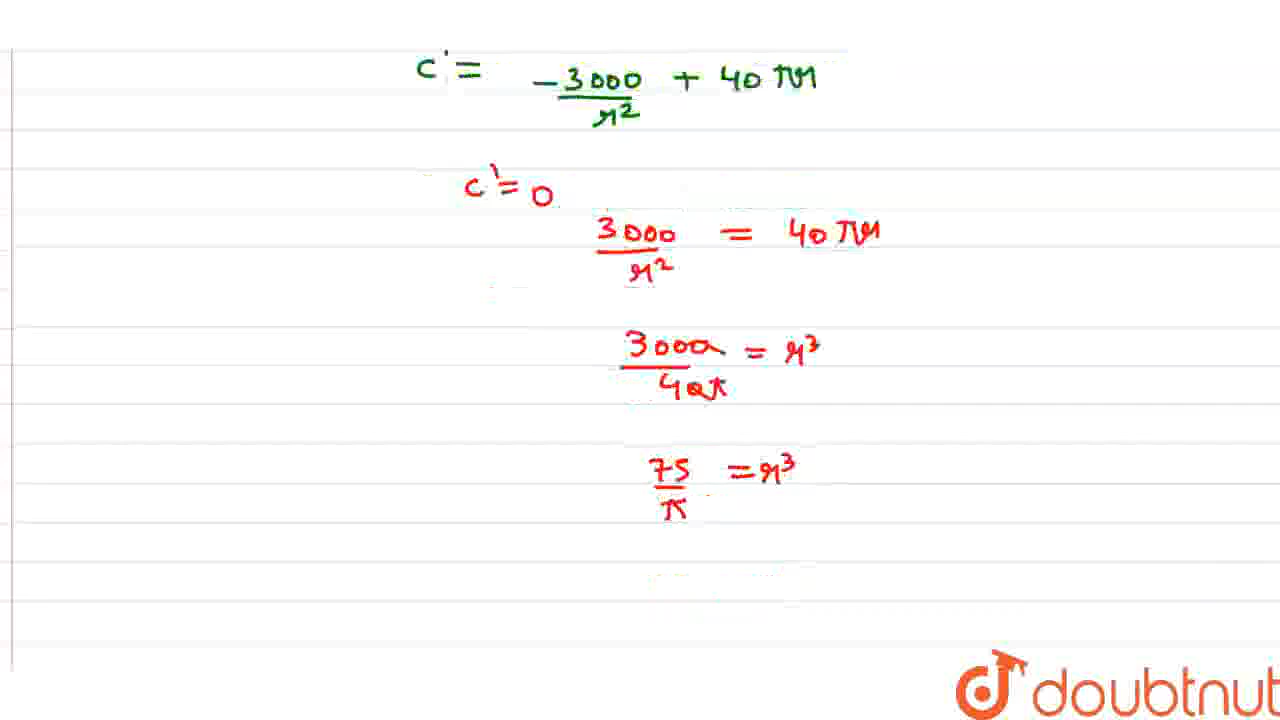 c' = -3000/r² + 40πr
c' = 0
3000/r² = 40πr
3000/40π = r³
75/π = r³
doubtnut